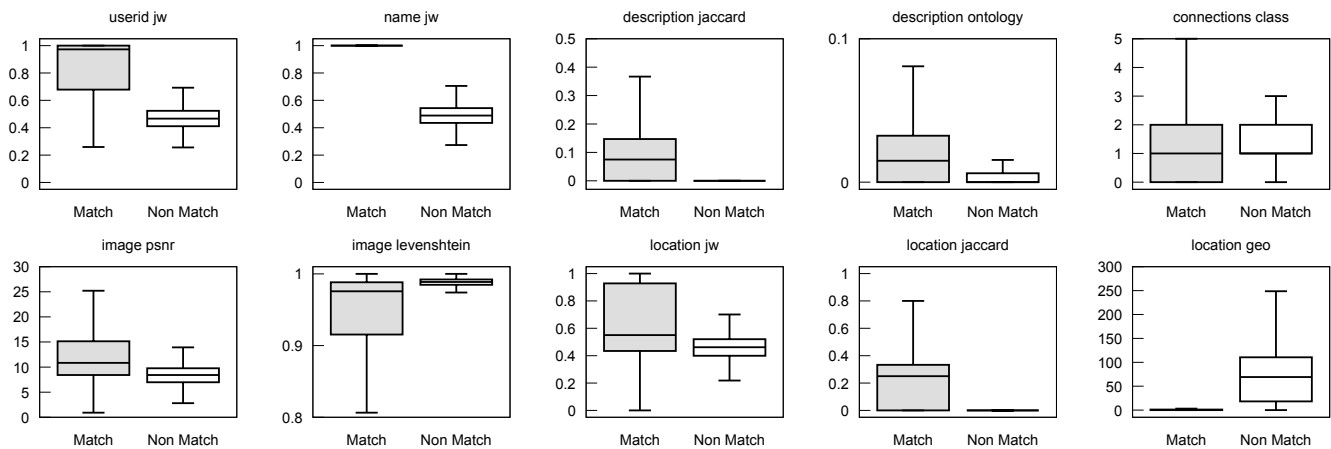 userid jw
1
0.8
0.6
0.4
0.2
0
Match Non Match
name jw
1
0.8
0.6
0.4
0.2
0
Match Non Match
description jaccard
0.5
0.4
0.3
0.2
0.1
0
Match Non Match
description ontology
0.1
0
Match Non Match
connections class
5
4
3
2
1
0
Match Non Match
image psnr
30
25
20
15
10
5
0
Match Non Match
image levenshtein
1
0.9
0.8
Match Non Match
location jw
1
0.8
0.6
0.4
0.2
0
Match Non Match
location jaccard
1
0.8
0.6
0.4
0.2
0
Match Non Match
location geo
300
250
200
150
100
50
0
Match Non Match